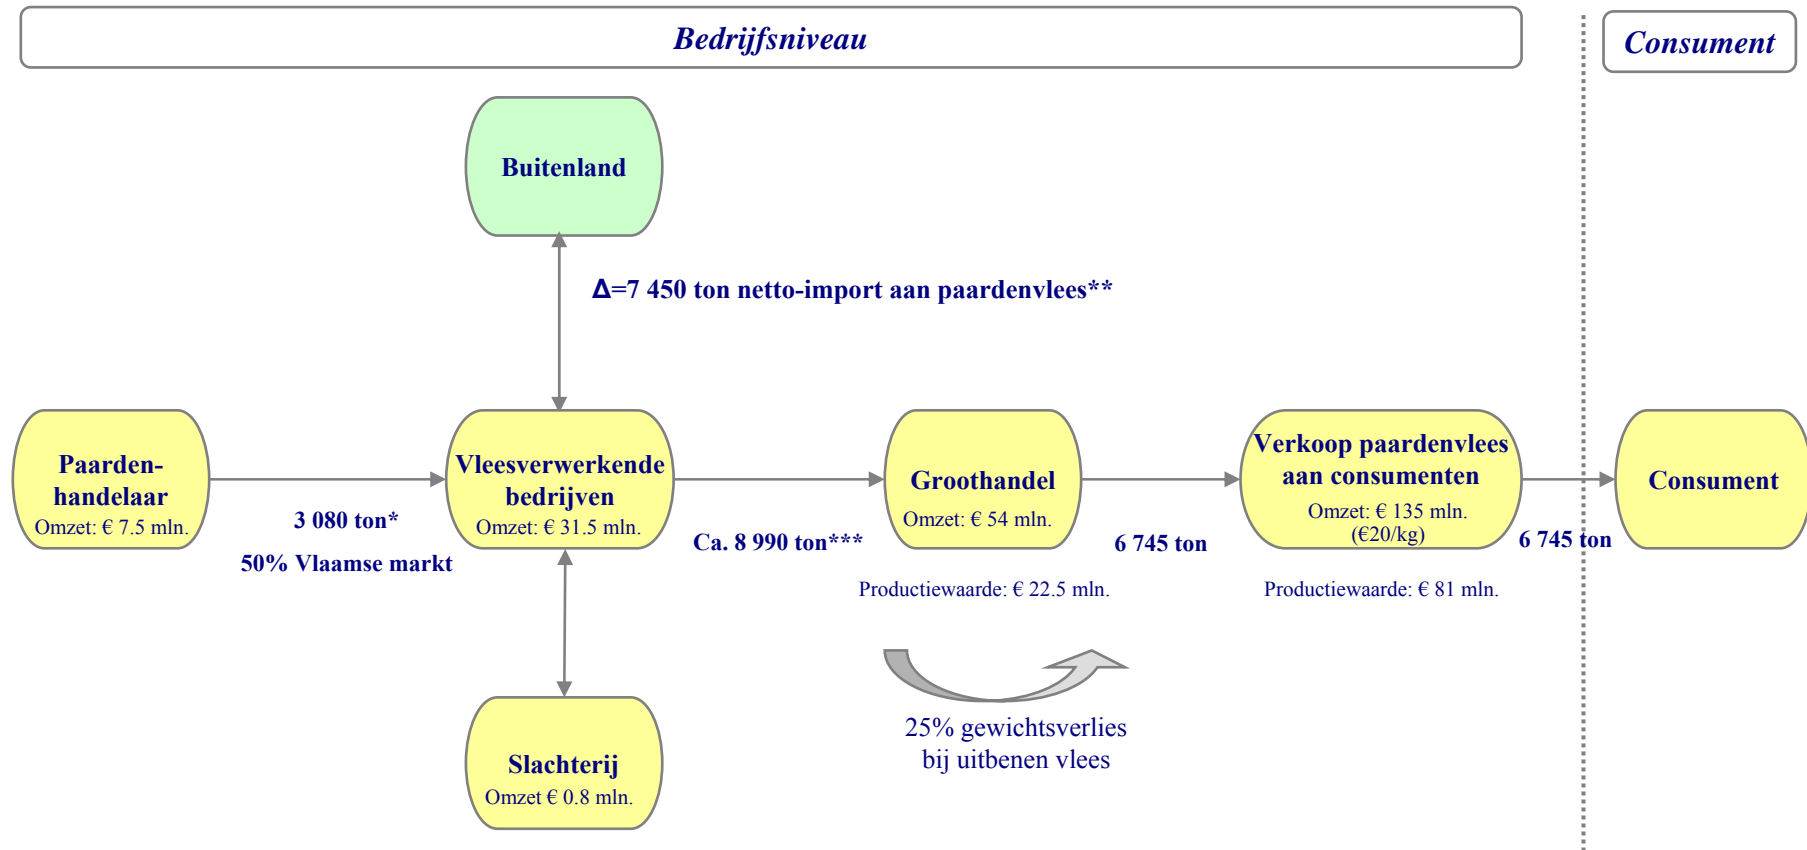 Bedrijfsniveau
Consument
Buitenland
Δ=7 450 ton netto-import aan paardenvlees**
Paarden-
handelaar
Omzet: € 7.5 mln.
3 080 ton*
50% Vlaamse markt
Vleesverwerkende
bedrijven
Omzet: € 31.5 mln.
Ca. 8 990 ton***
Groothandel
Omzet: € 54 mln.
Productiewaarde: € 22.5 mln.
6 745 ton
Verkoop paardenvlees
aan consumenten
Omzet: € 135 mln.
(€20/kg)
Productiewaarde: € 81 mln.
6 745 ton
Consument
25% gewichtsverlies
bij uitbenen vlees
Slachterij
Omzet € 0.8 mln.